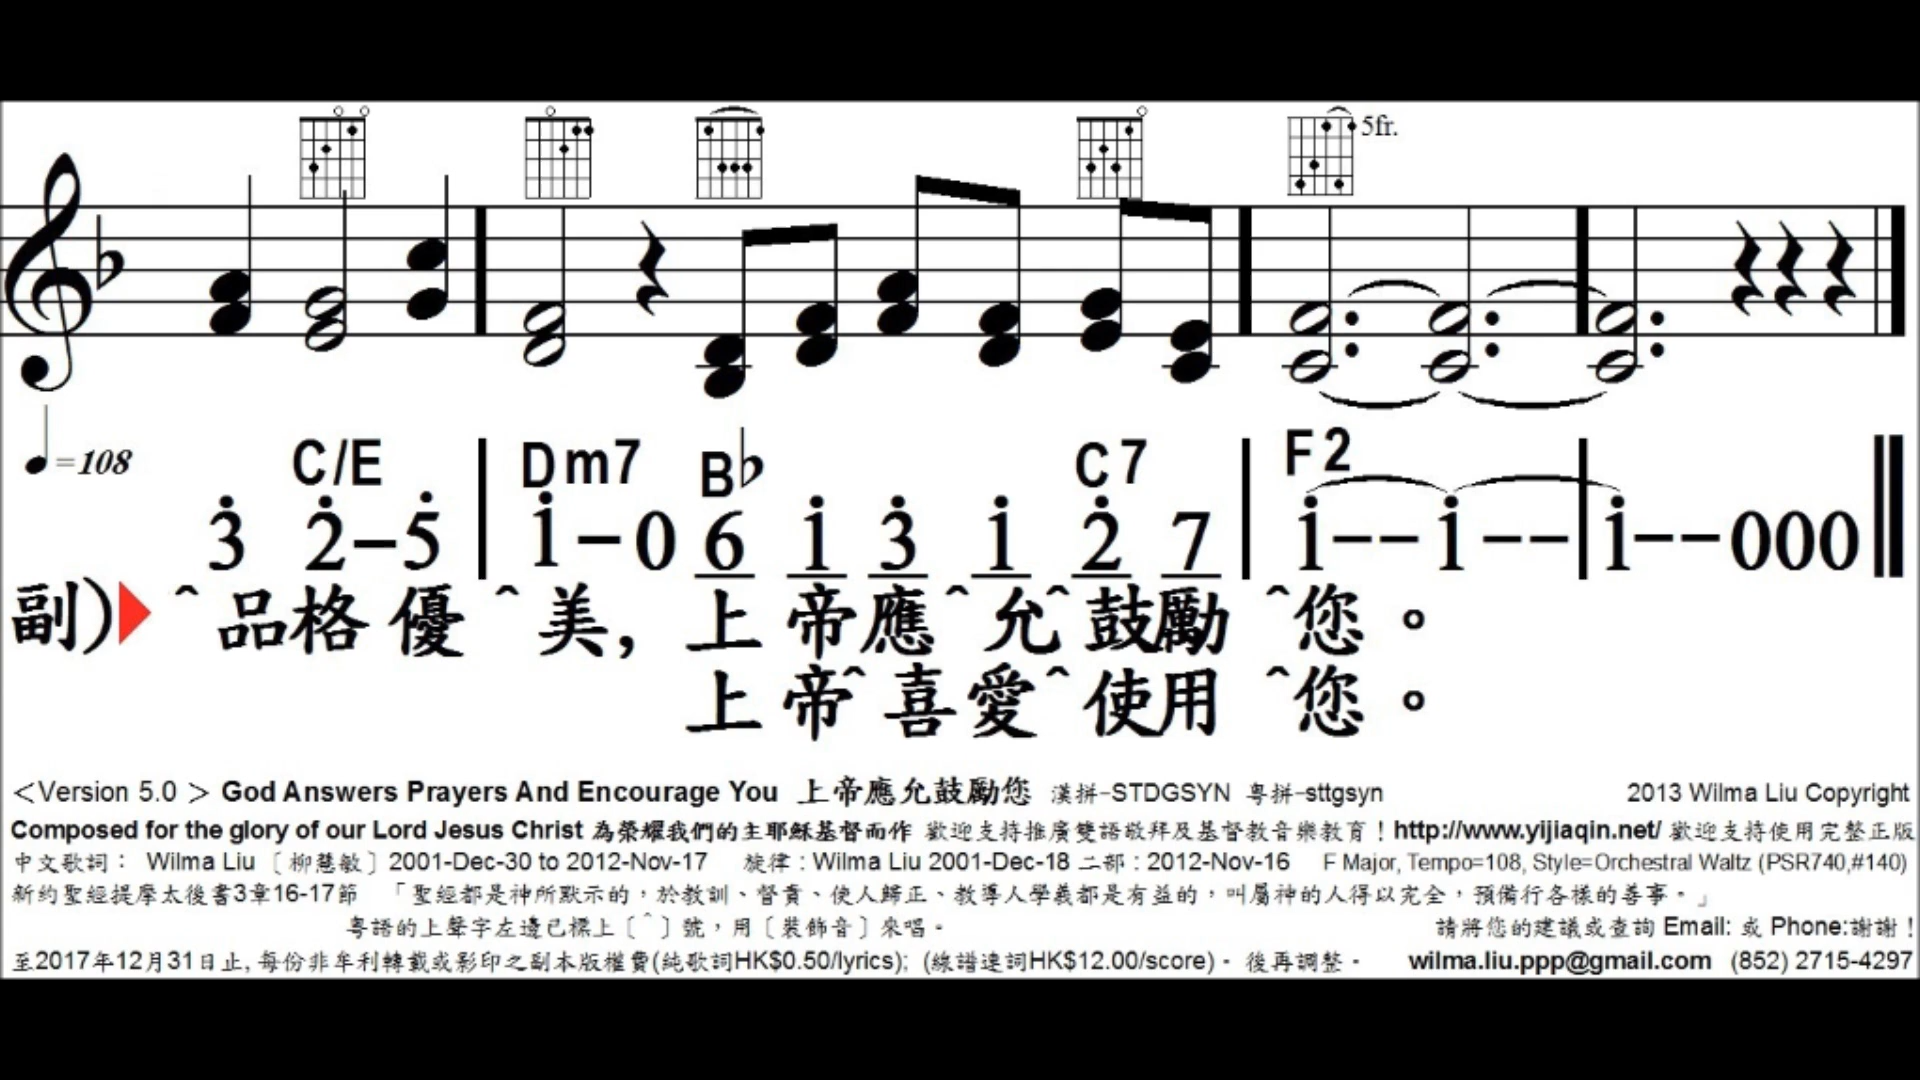 5fr.
♩=108 C/E Dm7 B♭ C7 F2
3 2–5 | 1–0 6 1 3 1 2 7 | 1––1––| 1––000
副) ˆ品格優ˆ美，上帝應ˆ允ˆ鼓勵ˆ您。
上帝ˆ喜愛ˆ使用ˆ您。
<Version 5.0 > God Answers Prayers And Encourage You 上帝應允鼓勵您 漢拼-STDGSYN 粵拼-sttgsyn 2013 Wilma Liu Copyright
Composed for the glory of our Lord Jesus Christ 為榮耀我們的主耶穌基督而作 歡迎支持推廣雙語敬拜及基督教音樂教育！http://www.yijiaqin.net/ 歡迎支持使用完整正版
中文歌詞： Wilma Liu〔柳慧敏〕2001-Dec-30 to 2012-Nov-17 旋律 : Wilma Liu 2001-Dec-18 二部 : 2012-Nov-16 F Major, Tempo=108, Style=Orchestral Waltz (PSR740,#140)
新約聖經提摩太後書3章16-17節 「聖經都是神所默示的，於教訓、督責、使人歸正、教導人學義都是有益的，叫屬神的人得以完全，預備行各樣的善事。」
粵語的上聲字左邊已標上〔ˆ〕號，用〔裝飾音〕來唱。 請將您的建議或查詢 Email: 或 Phone:謝謝！
至2017年12月31日止, 每份非牟利轉載或影印之副本版權費(純歌詞HK$0.50/lyrics); (線譜連詞HK$12.00/score)。後再調整。 wilma.liu.ppp@gmail.com (852) 2715-4297